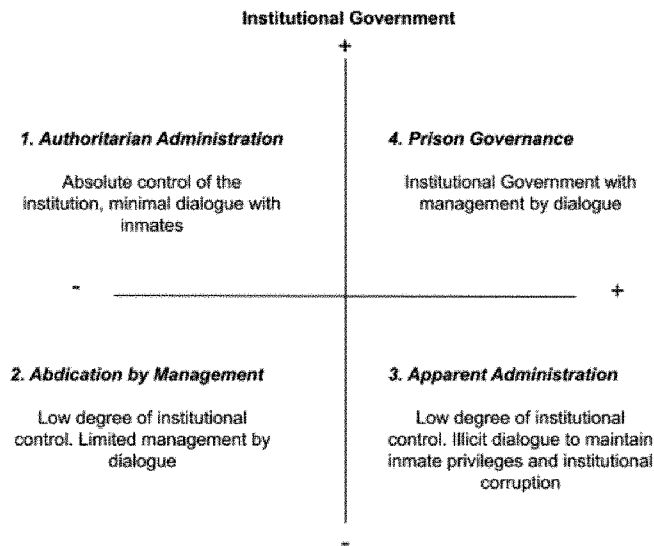 Institutional Government
+
1. Authoritarian Administration
Absolute control of the
institution, minimal dialogue with
inmates
4. Prison Governance
Institutional Government with
management by dialogue
-
+
2. Abdication by Management
Low degree of institutional
control. Limited management by
dialogue
3. Apparent Administration
Low degree of institutional
control. Illicit dialogue to maintain
inmate privileges and institutional
corruption
-